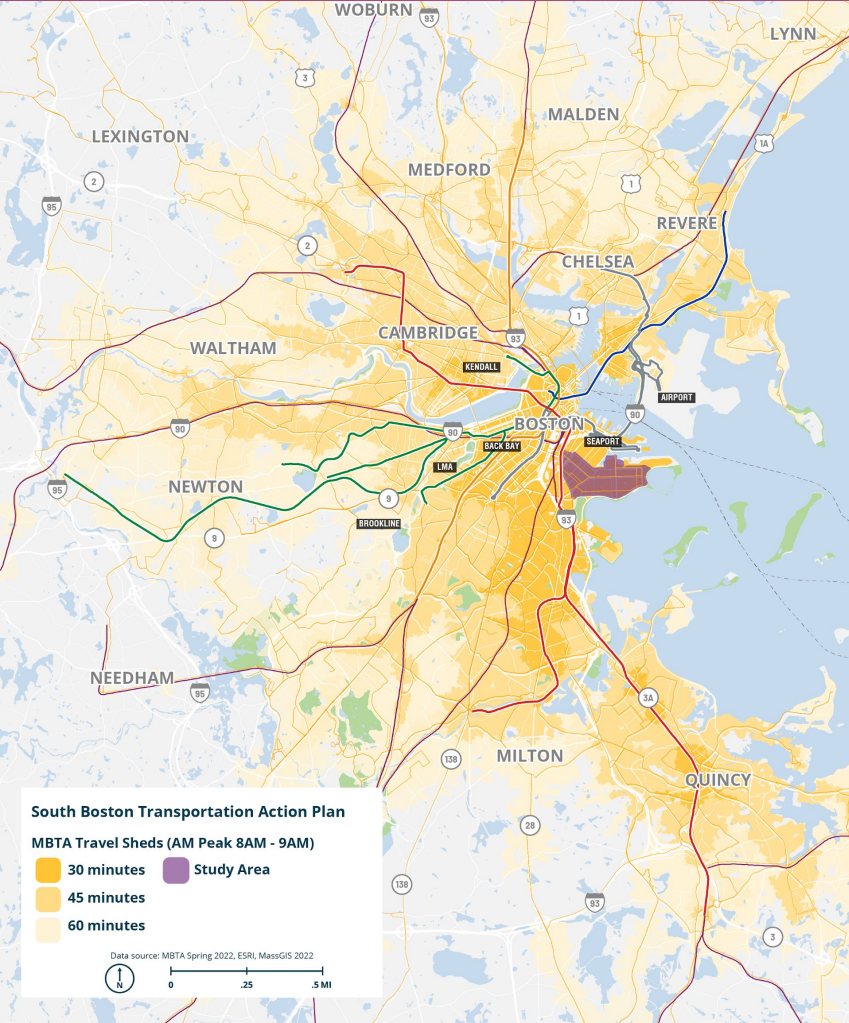 WOBURN
93
LYNN
3
MALDEN
LEXINGTON
1A
MEDFORD
2
1
95
REVERE
2
CHELSEA
1
CAMBRIDGE
93
WALTHAM
KENDALL
AIRPORT
90
90
BOSTON
90
SEAPORT
BACK BAY
LMA
NEWTON
95
9
93
BROOKLINE
9
NEEDHAM
95
3A
MILTON
138
QUINCY
28
138
93
3
South Boston Transportation Action Plan
MBTA Travel Sheds (AM Peak 8AM - 9AM)
30 minutes
Study Area
45 minutes
60 minutes
Data source: MBTA Spring 2022, ESRI, MassGIS 2022
N
0 .25 .5 MI